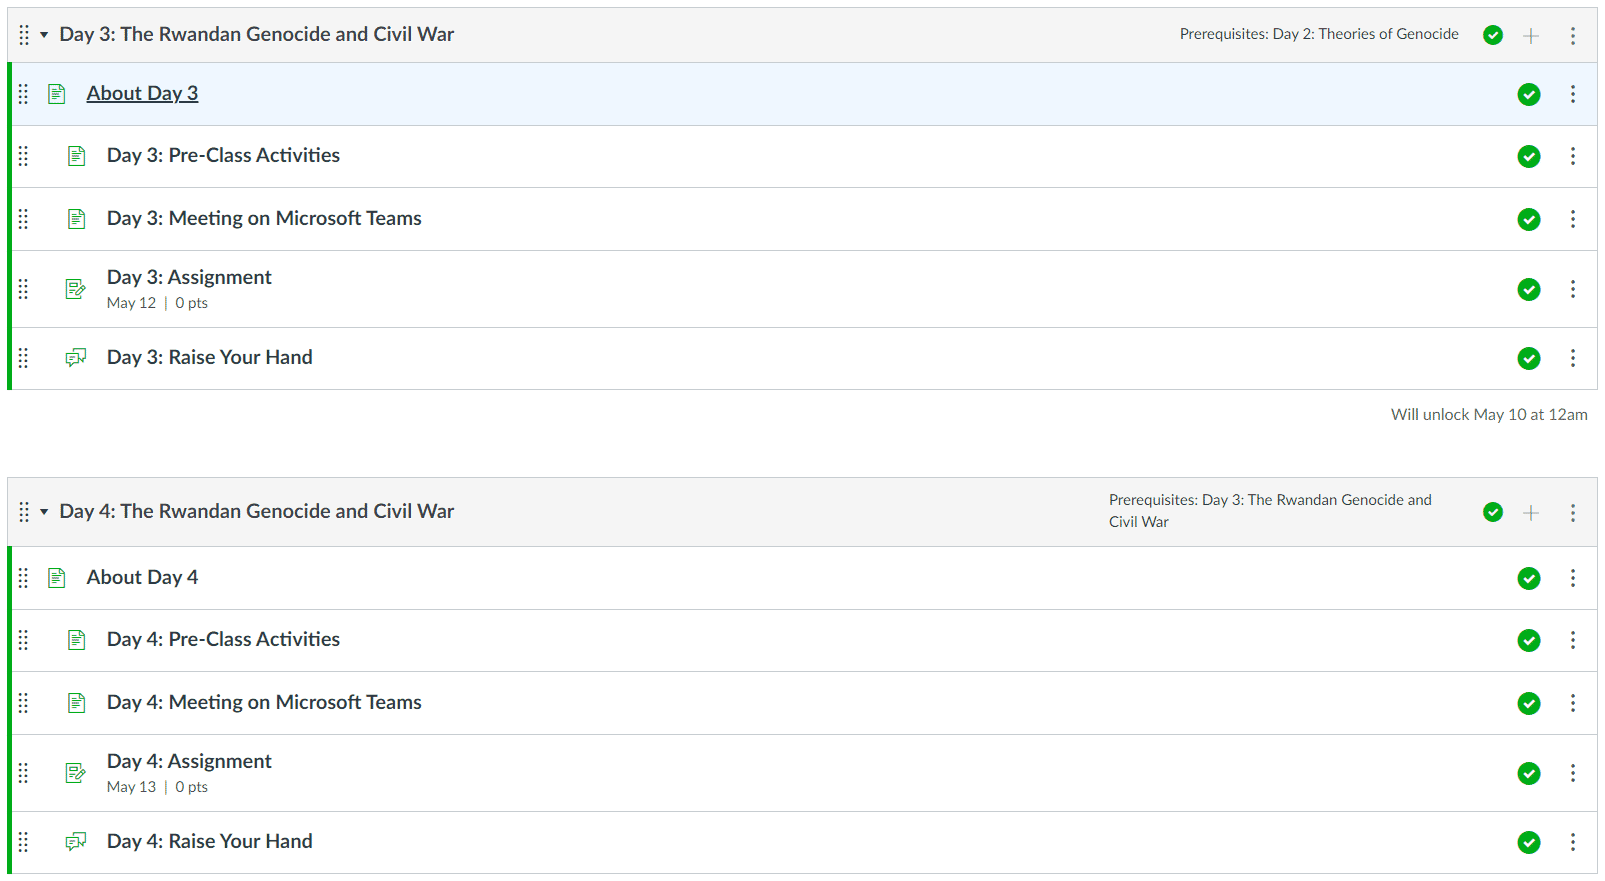 Day 3: The Rwandan Genocide and Civil War
Prerequisites: Day 2: Theories of Genocide
About Day 3
Day 3: Pre-Class Activities
Day 3: Meeting on Microsoft Teams
Day 3: Assignment
May 12 | 0 pts
Day 3: Raise Your Hand
Will unlock May 10 at 12am
Day 4: The Rwandan Genocide and Civil War
Prerequisites: Day 3: The Rwandan Genocide and
Civil War
About Day 4
Day 4: Pre-Class Activities
Day 4: Meeting on Microsoft Teams
Day 4: Assignment
May 13 | 0 pts
Day 4: Raise Your Hand